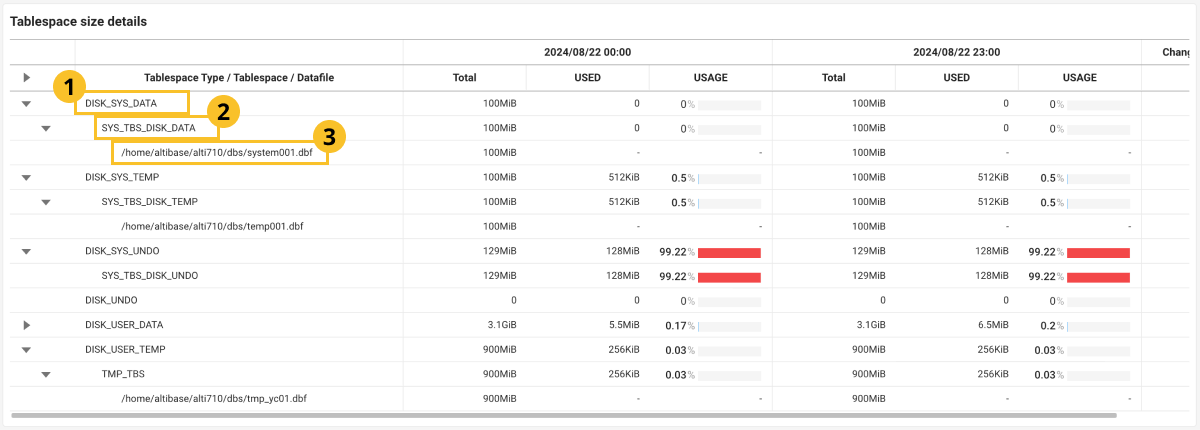 Tablespace size details
2024/08/22 00:00 2024/08/22 23:00 Chang
Tablespace Type / Tablespace / Datafile Total USED USAGE Total USED USAGE
1 DISK_SYS_DATA 100MiB 0 0% 100MiB 0 0%
2 SYS_TBS_DISK_DATA 100MiB 0 0% 100MiB 0 0%
3 /home/altibase/alti710/dbs/system001.dbf 100MiB - - 100MiB - -
DISK_SYS_TEMP 100MiB 512KiB 0.5% 100MiB 512KiB 0.5%
SYS_TBS_DISK_TEMP 100MiB 512KiB 0.5% 100MiB 512KiB 0.5%
/home/altibase/alti710/dbs/temp001.dbf 100MiB - - 100MiB - -
DISK_SYS_UNDO 129MiB 128MiB 99.22% 129MiB 128MiB 99.22%
SYS_TBS_DISK_UNDO 129MiB 128MiB 99.22% 129MiB 128MiB 99.22%
DISK_UNDO 0 0 0% 0 0 0%
DISK_USER_DATA 3.1GiB 5.5MiB 0.17% 3.1GiB 6.5MiB 0.2%
DISK_USER_TEMP 900MiB 256KiB 0.03% 900MiB 256KiB 0.03%
TMP_TBS 900MiB 256KiB 0.03% 900MiB 256KiB 0.03%
/home/altibase/alti710/dbs/tmp_yc01.dbf 900MiB - - 900MiB - -